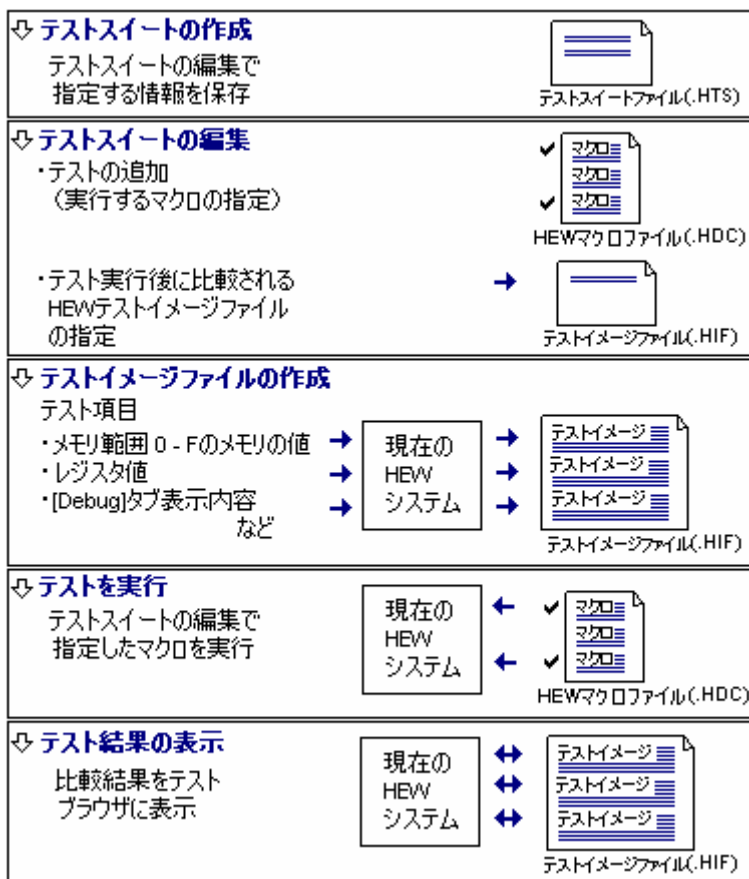 テストスイートの作成
テストスイートの編集で
指定する情報を保存
テストスイートファイル(.HTS)
テストスイートの編集
・テストの追加
（実行するマクロの指定）
マクロ
マクロ
マクロ
HEWマクロファイル(.HDC)
・テスト実行後に比較される
HEWテストイメージファイル
の指定
テストイメージファイル(.HIF)
テストイメージファイルの作成
テスト項目
・メモリ範囲 0 - Fのメモリの値
・レジスタ値
・[Debug]タブ表示内容
など
現在の
HEW
システム
テストイメージ
テストイメージ
テストイメージ
テストイメージファイル(.HIF)
テストを実行
テストスイートの編集で
指定したマクロを実行
現在の
HEW
システム
マクロ
マクロ
マクロ
HEWマクロファイル(.HDC)
テスト結果の表示
比較結果をテスト
ブラウザに表示
現在の
HEW
システム
テストイメージ
テストイメージ
テストイメージ
テストイメージファイル(.HIF)